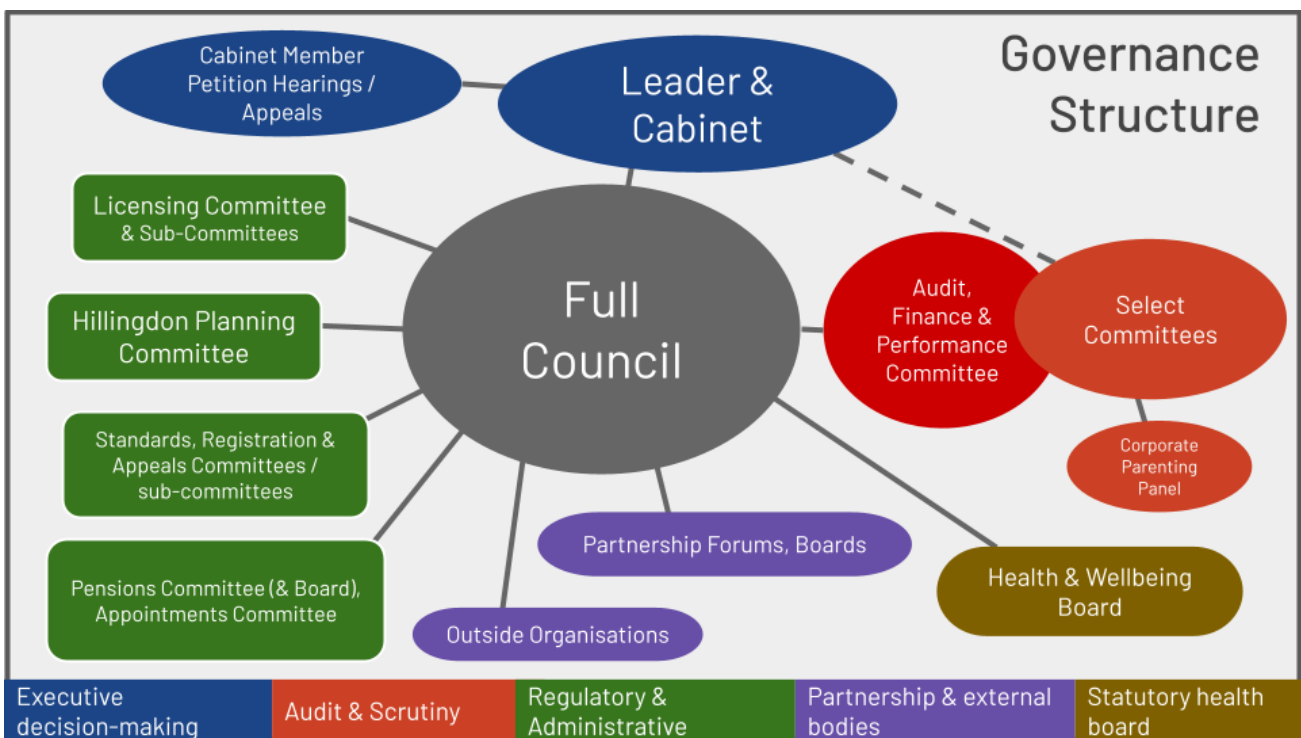 Governance
Structure
Cabinet Member
Petition Hearings /
Appeals
Leader &
Cabinet
Licensing Committee
& Sub-Committees
Hillingdon Planning
Committee
Standards, Registration &
Appeals Committees /
sub-committees
Pensions Committee (& Board),
Appointments Committee
Full
Council
Audit,
Finance &
Performance
Committee
Select
Committees
Corporate
Parenting
Panel
Partnership Forums, Boards
Outside Organisations
Health & Wellbeing
Board
Executive
decision-making
Audit & Scrutiny
Regulatory &
Administrative
Partnership & external
bodies
Statutory health
board